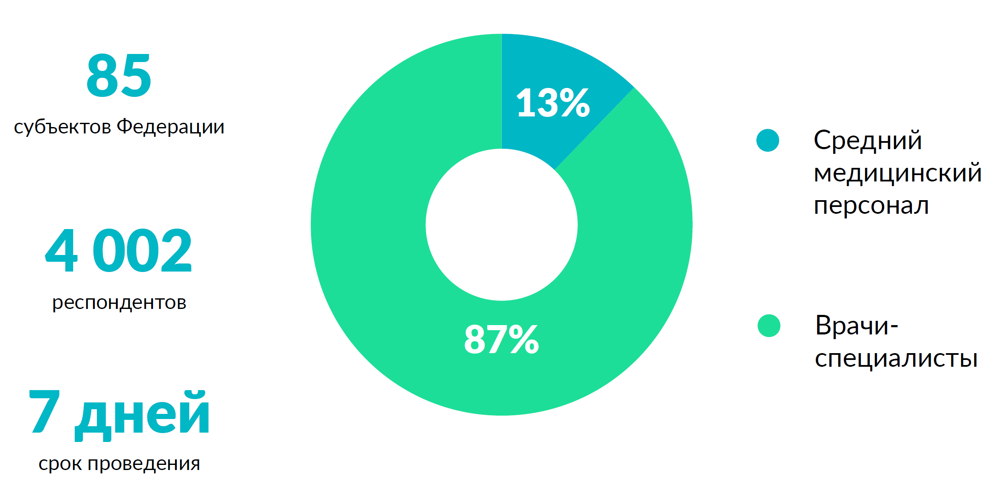 85
субъектов Федерации
4 002
респондентов
7 дней
срок проведения
13%
87%
Средний
медицинский
персонал
Врачи-
специалисты